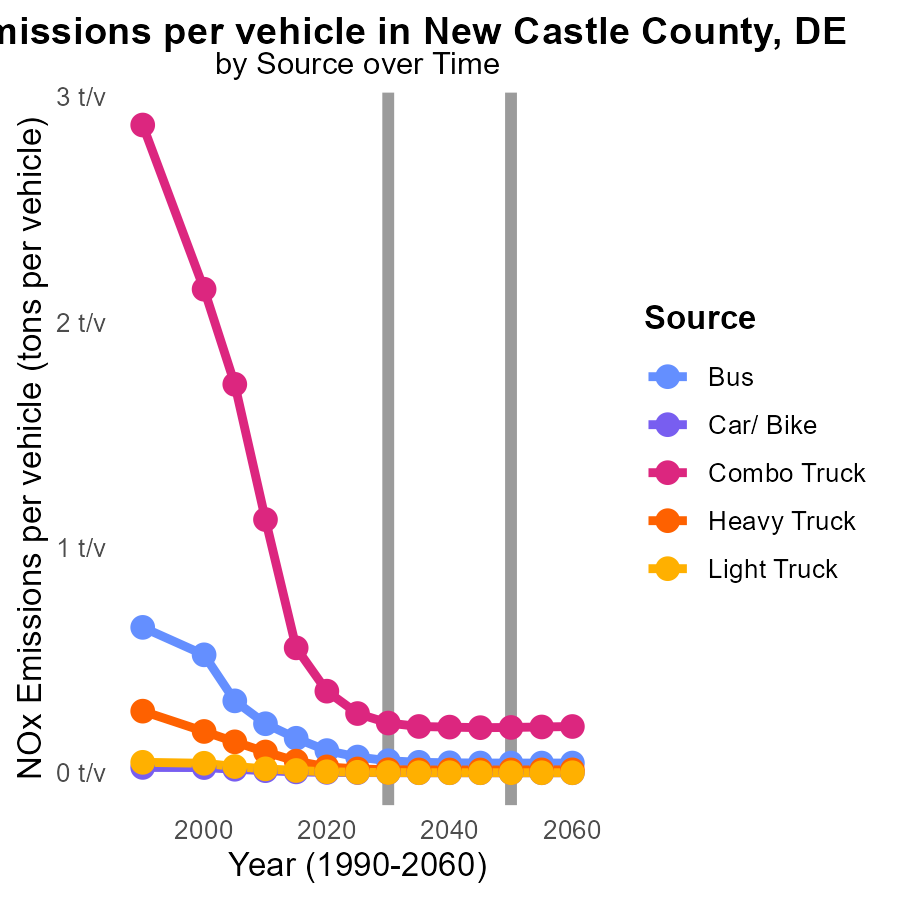 missions per vehicle in New Castle County, DE
by Source over Time
NOx Emissions per vehicle (tons per vehicle)
3 t/v
2 t/v
1 t/v
0 t/v
2000 2020 2040 2060
Year (1990-2060)
Source
Bus
Car/ Bike
Combo Truck
Heavy Truck
Light Truck